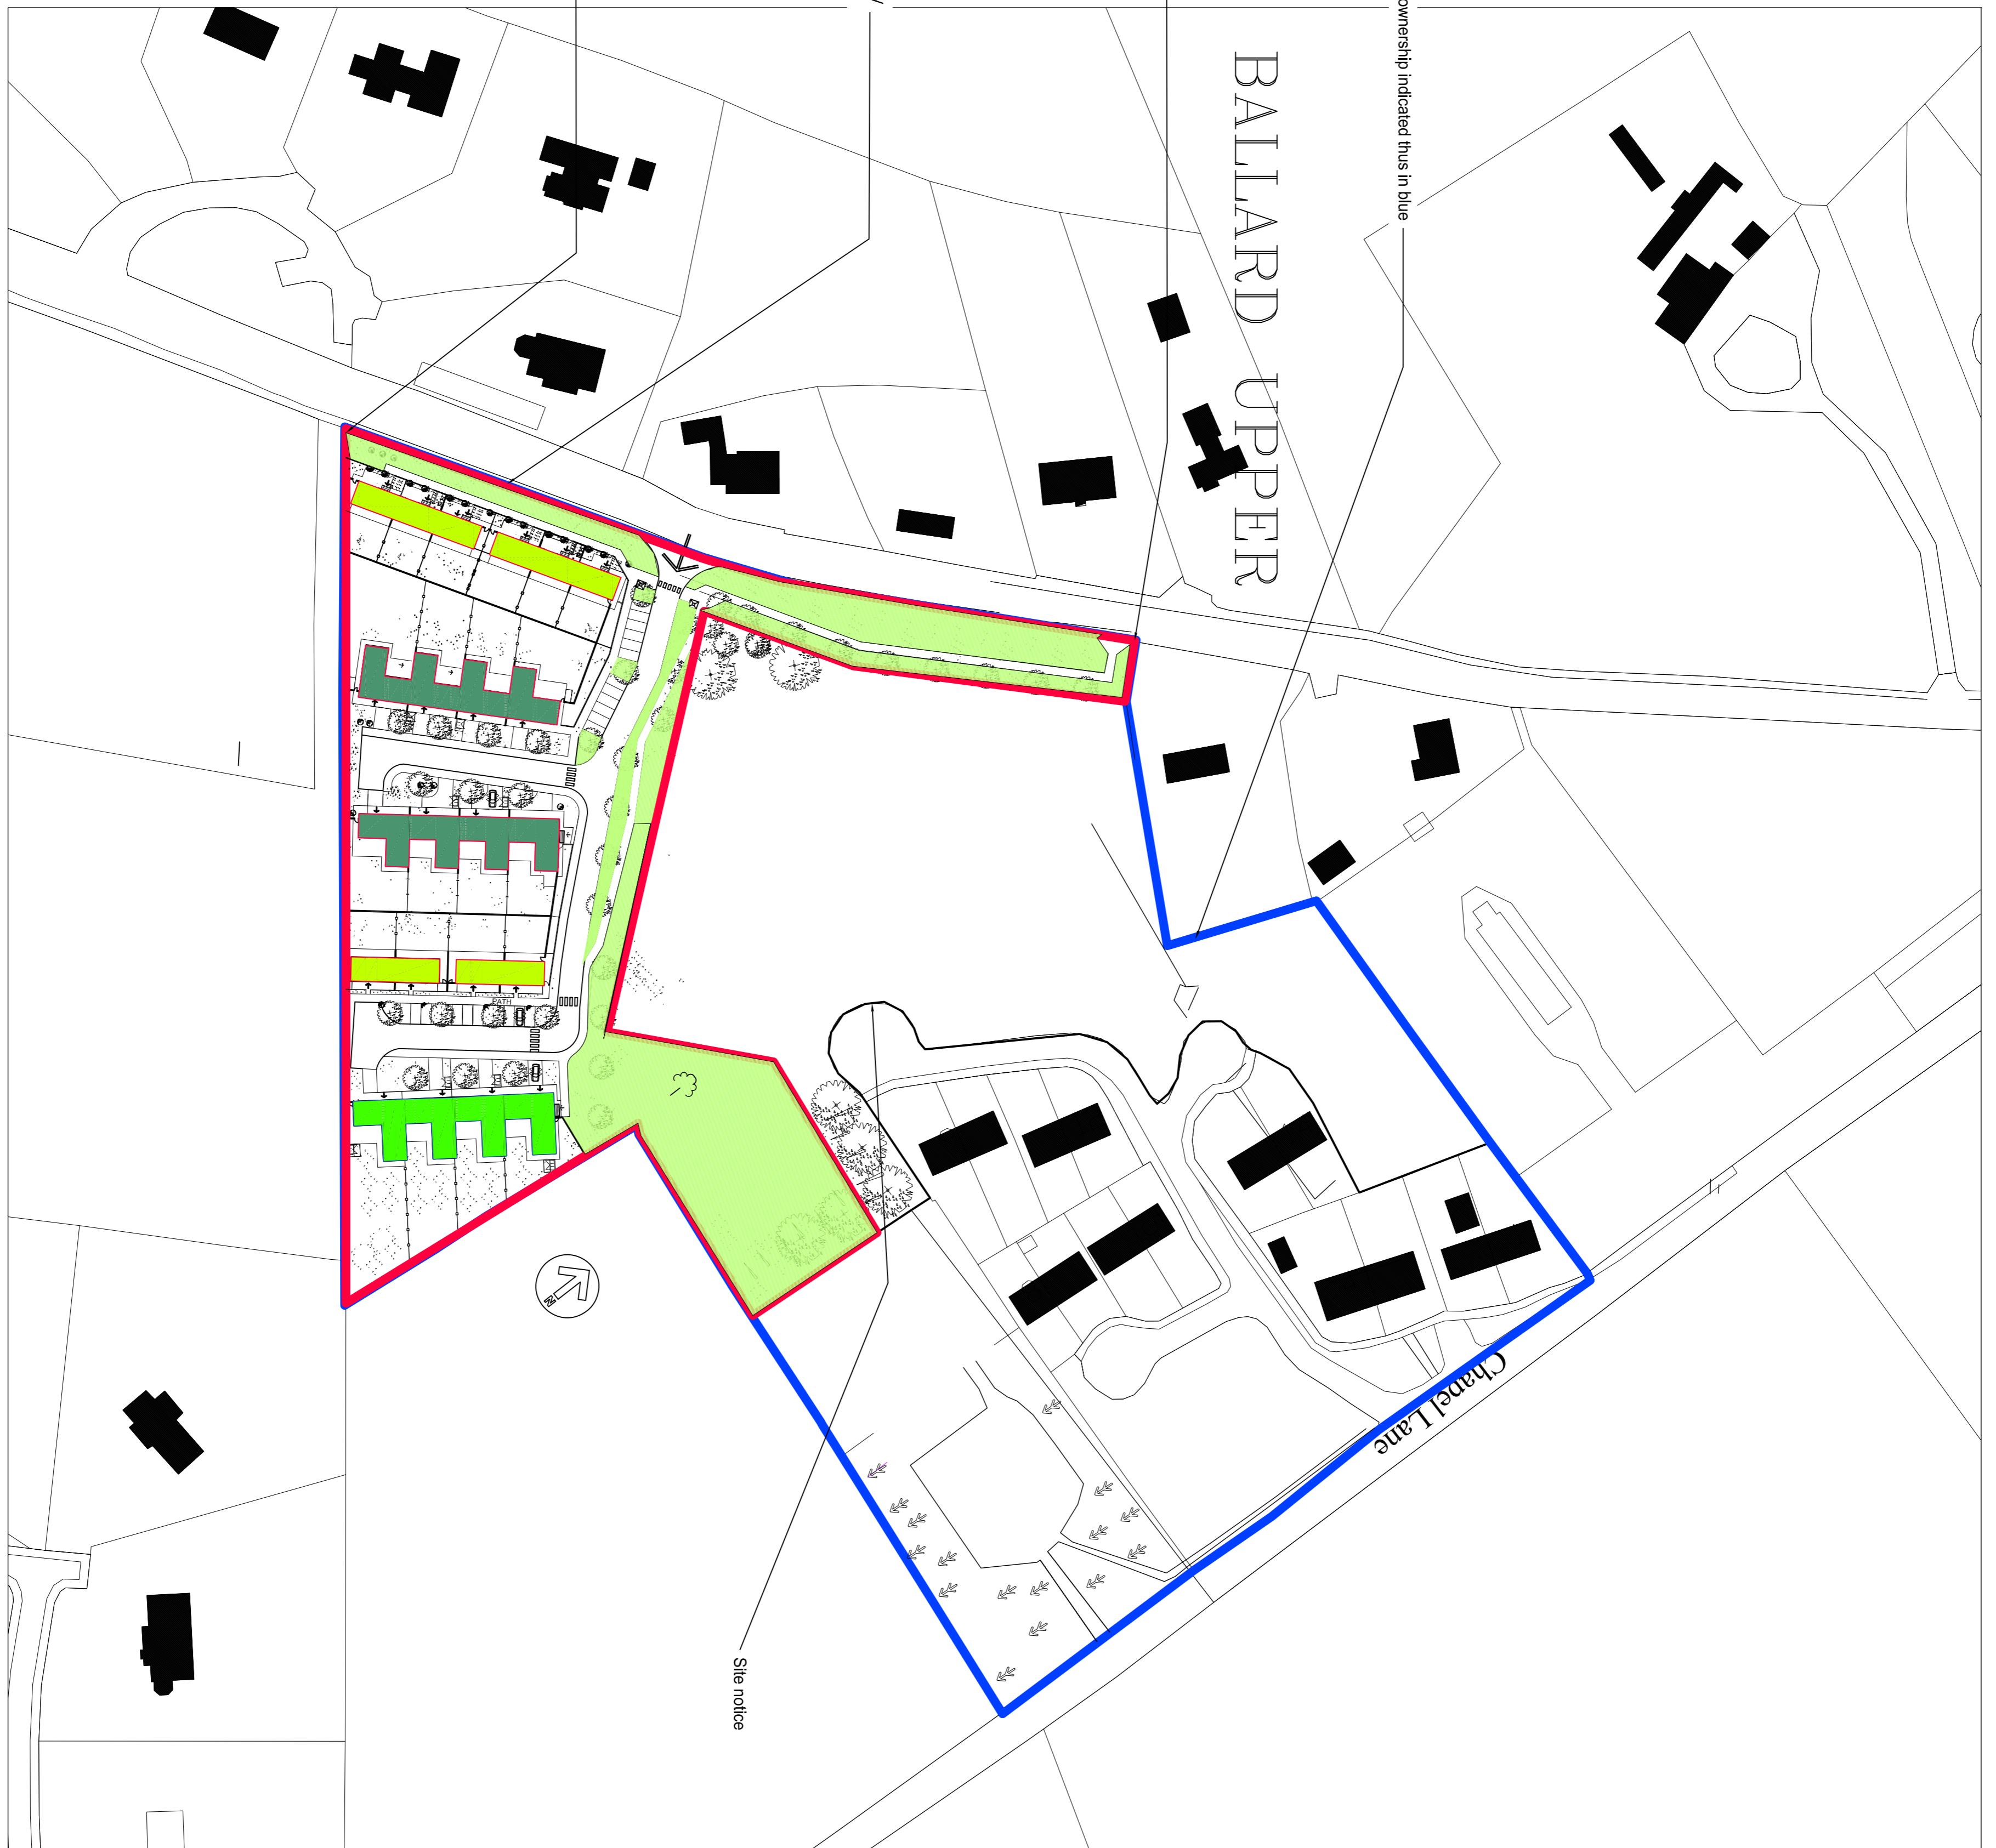 ownership indicated thus in blue
BALLARD UPPER
PATH
N
Chapel Lane
Site notice